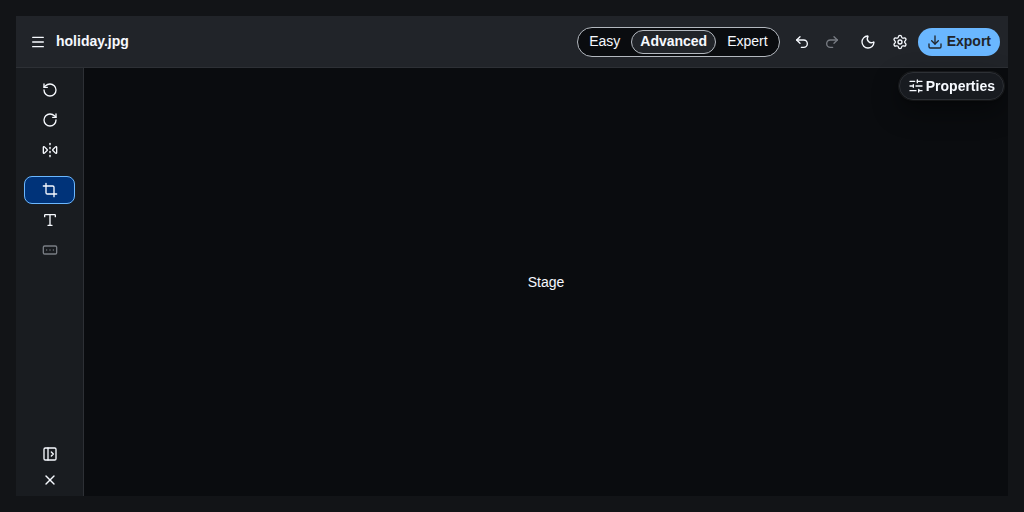 holiday.jpg
Easy Advanced Expert
Export
Properties
Stage